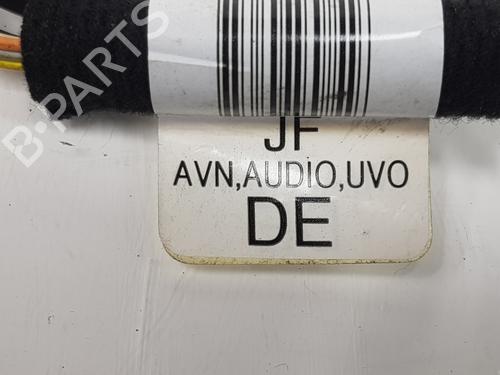 B-PARTS
JF
AVN,AUDIO,UVO
DE